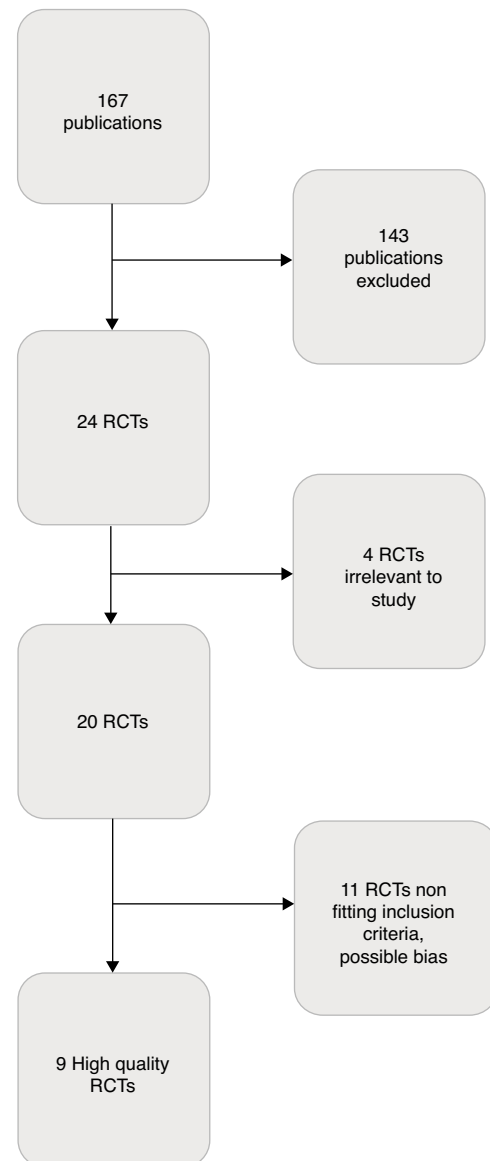 167
publications
143
publications
excluded
24 RCTs
4 RCTs
irrelevant to
study
20 RCTs
11 RCTs non
fitting inclusion
criteria,
possible bias
9 High quality
RCTs